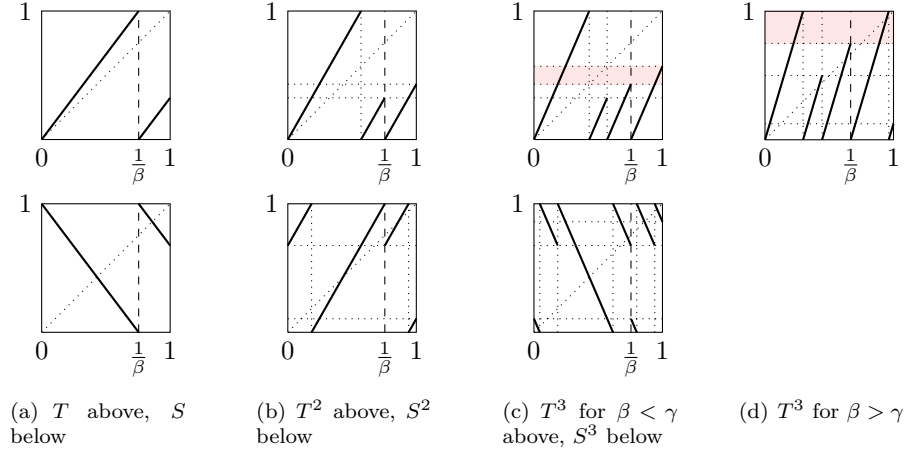 1
1
1
1
0 1/β 1
0 1/β 1
0 1/β 1
0 1/β 1
1
1
1
0 1/β 1
0 1/β 1
0 1/β 1
(a) T above, S
below
(b) T² above, S²
below
(c) T³ for β < γ
above, S³ below
(d) T³ for β > γ